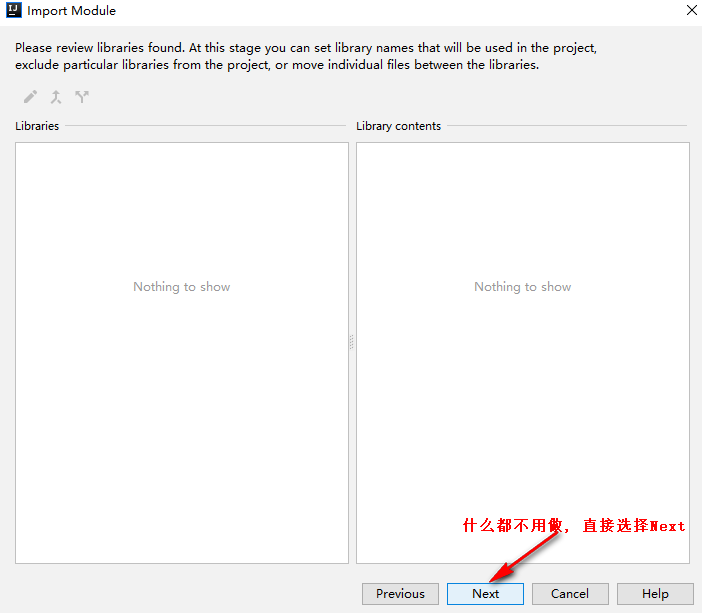 IJ Import Module
Please review libraries found. At this stage you can set library names that will be used in the project,
exclude particular libraries from the project, or move individual files between the libraries.
Libraries
Library contents
Nothing to show
Nothing to show
什么都不用做, 直接选择Next
Previous
Next
Cancel
Help